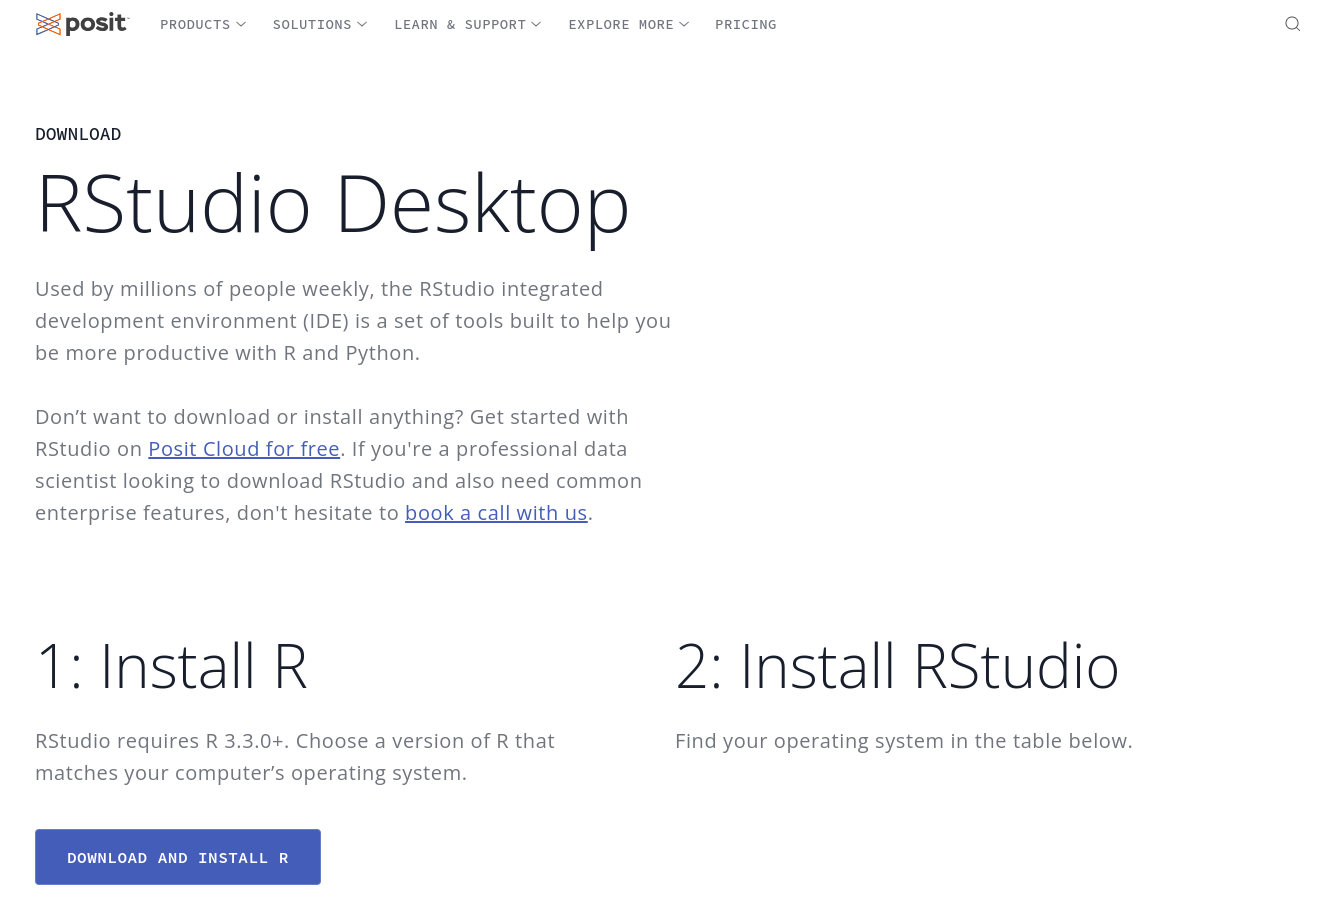 posit PRODUCTS SOLUTIONS LEARN & SUPPORT EXPLORE MORE PRICING
DOWNLOAD
RStudio Desktop
Used by millions of people weekly, the RStudio integrated
development environment (IDE) is a set of tools built to help you
be more productive with R and Python.
Don’t want to download or install anything? Get started with
RStudio on Posit Cloud for free. If you're a professional data
scientist looking to download RStudio and also need common
enterprise features, don't hesitate to book a call with us.
1: Install R
RStudio requires R 3.3.0+. Choose a version of R that
matches your computer’s operating system.
DOWNLOAD AND INSTALL R
2: Install RStudio
Find your operating system in the table below.